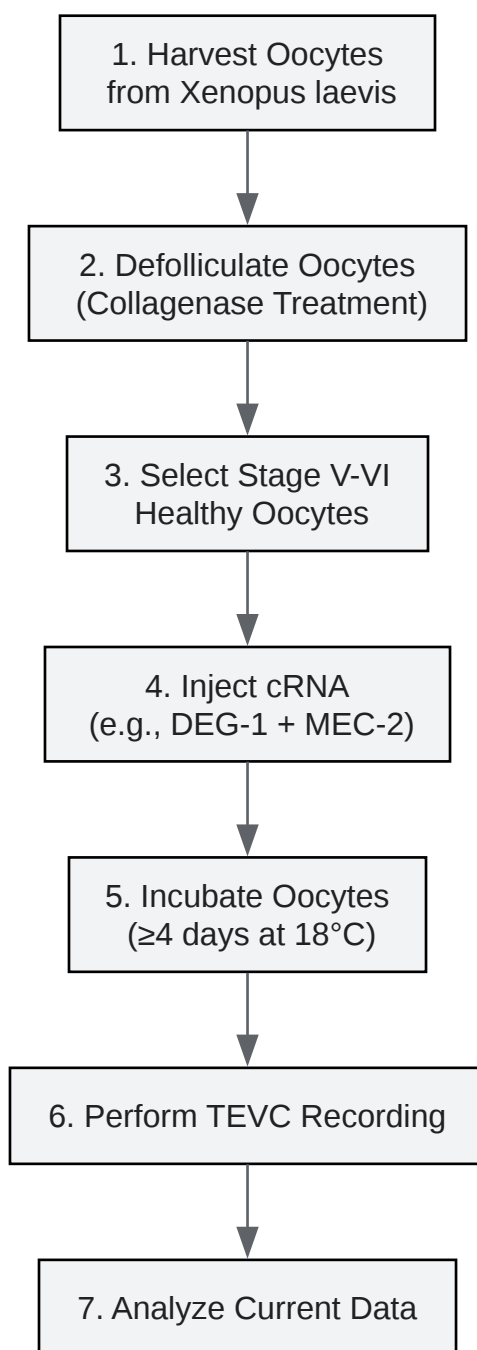 1. Harvest Oocytes
from Xenopus laevis
2. Defolliculate Oocytes
(Collagenase Treatment)
3. Select Stage V-VI
Healthy Oocytes
4. Inject cRNA
(e.g., DEG-1 + MEC-2)
5. Incubate Oocytes
(≥4 days at 18°C)
6. Perform TEVC Recording
7. Analyze Current Data